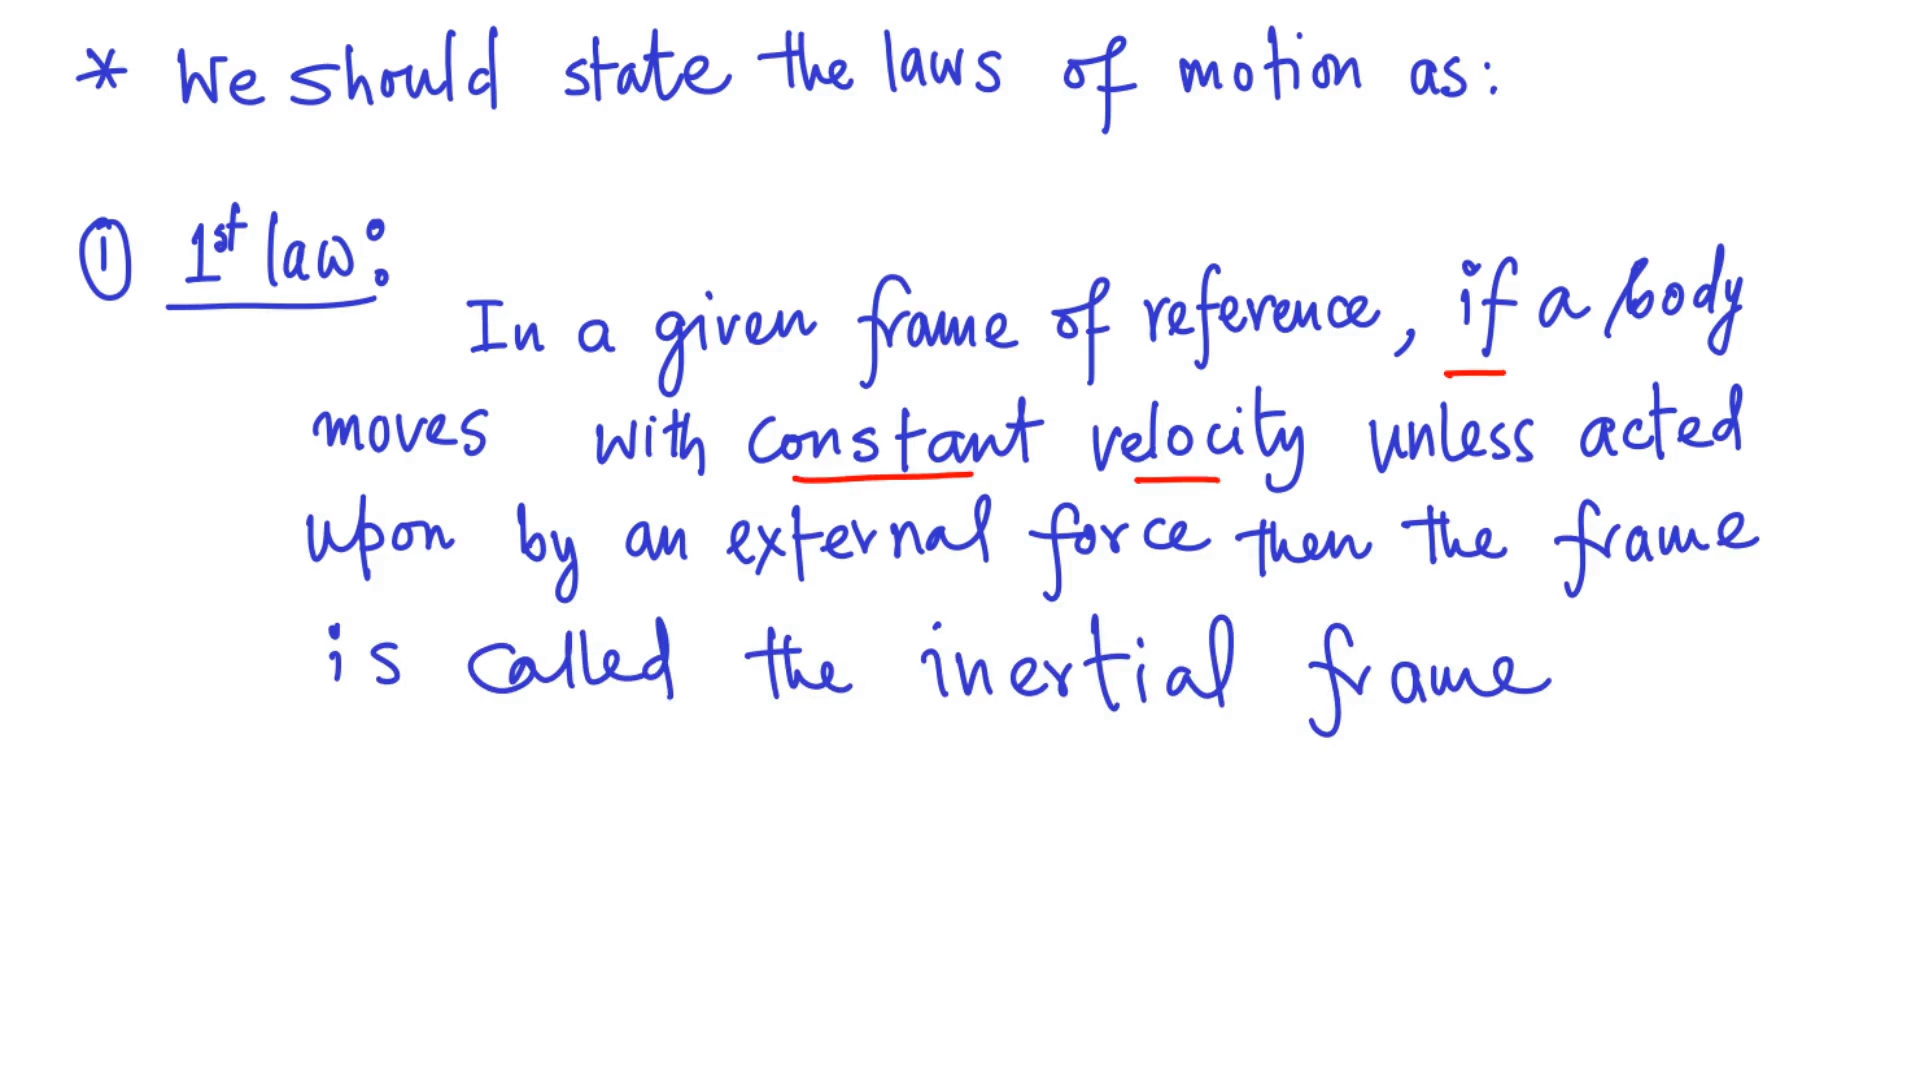 * We should state the laws of motion as:
① 1st law:
In a given frame of reference, if a body
moves with constant velocity unless acted
upon by an external force then the frame
is called the inertial frame